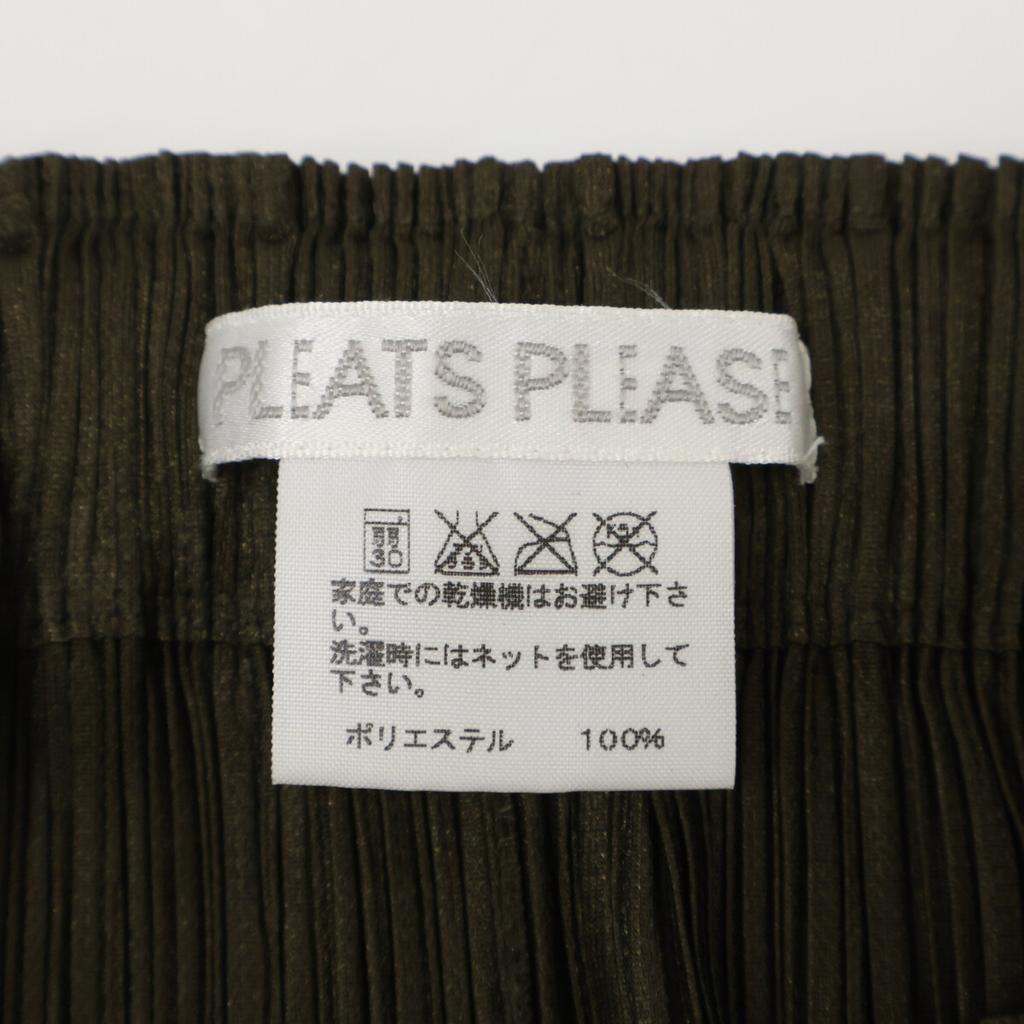 PLEATS PLEASE
弱
30
家庭での乾燥機はお避け下さ
い。
洗濯時にはネットを使用して
下さい。
ポリエステル 100%